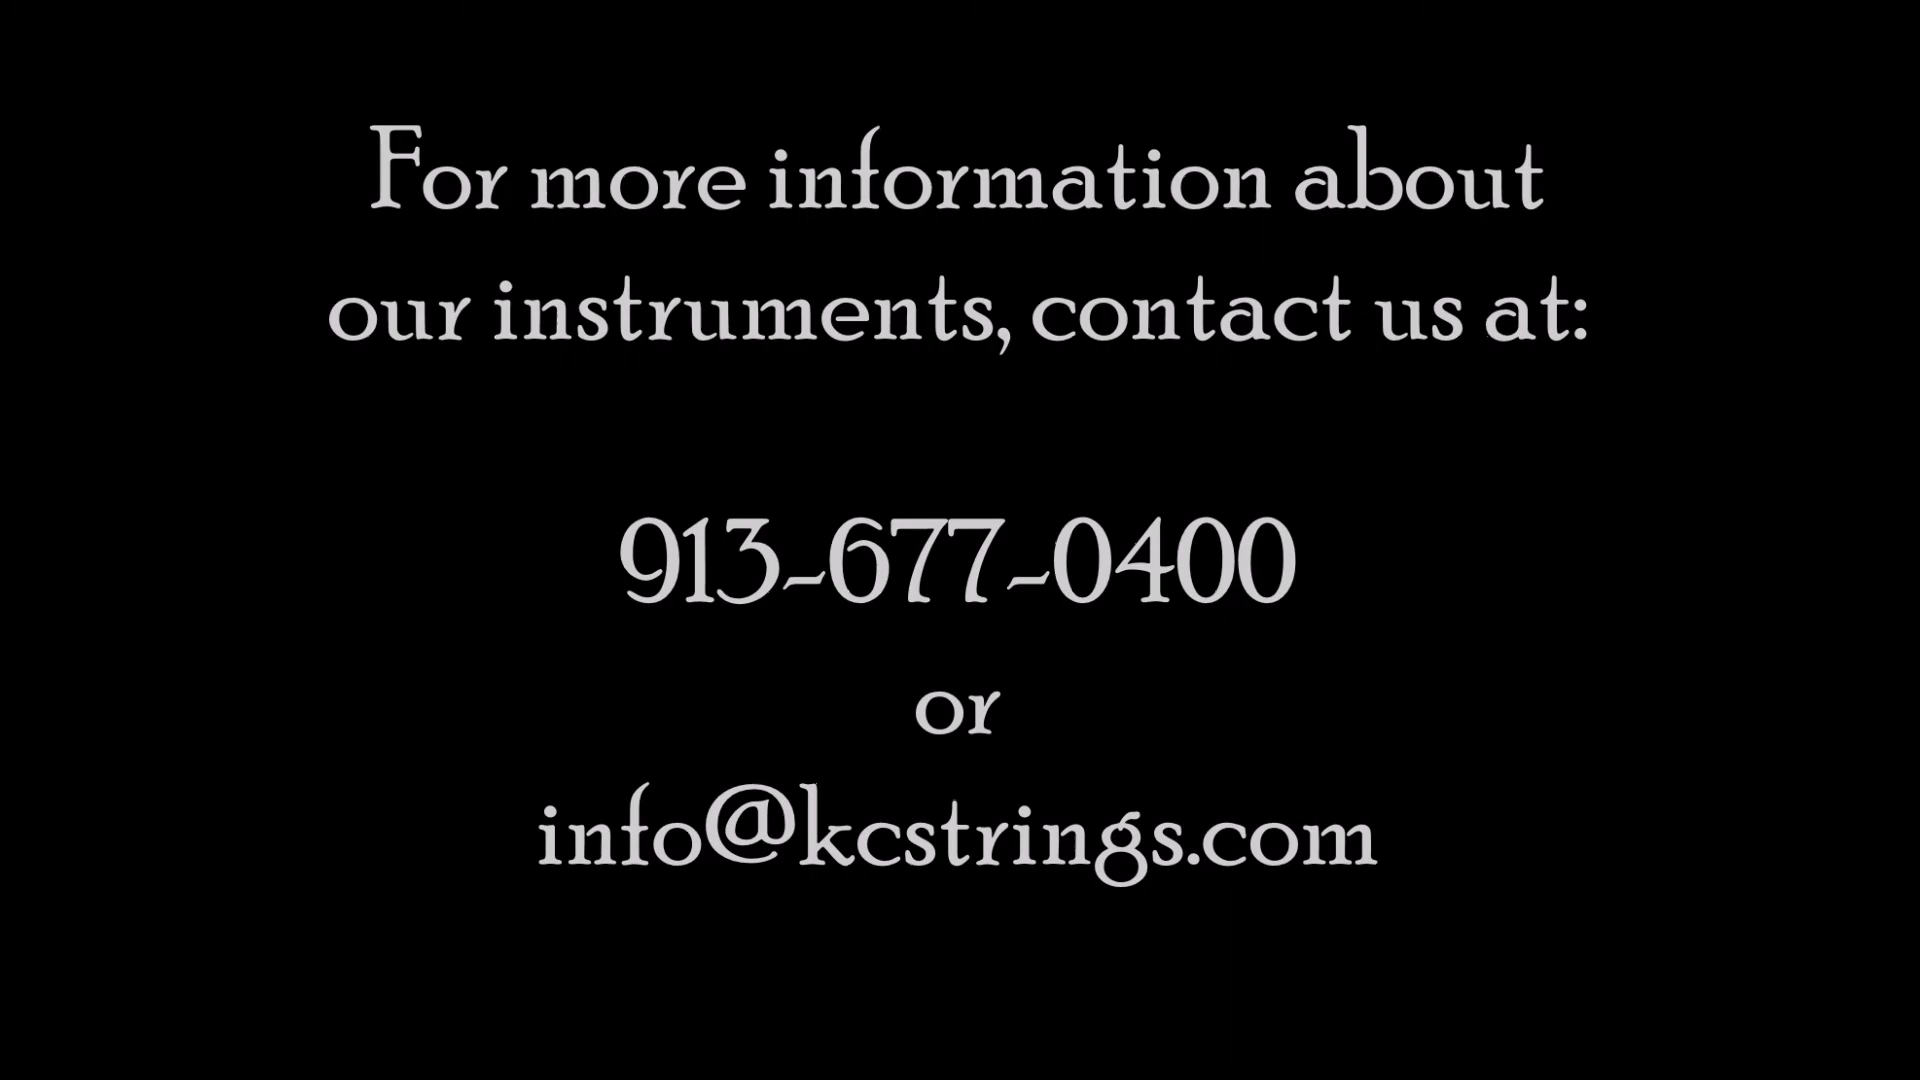 For more information about
our instruments, contact us at:
913-677-0400
or
info@kcstrings.com